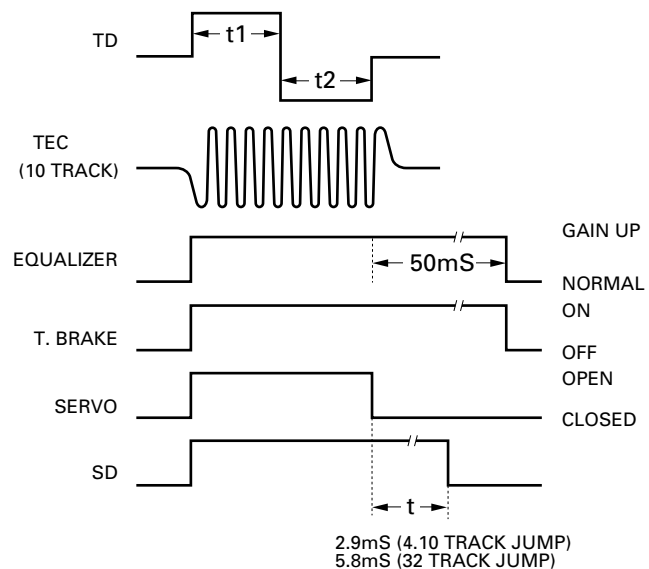 TD
t1
t2
TEC
(10 TRACK)
EQUALIZER
50mS
GAIN UP
NORMAL
T. BRAKE
ON
OFF
SERVO
OPEN
CLOSED
SD
t
2.9mS (4.10 TRACK JUMP)
5.8mS (32 TRACK JUMP)